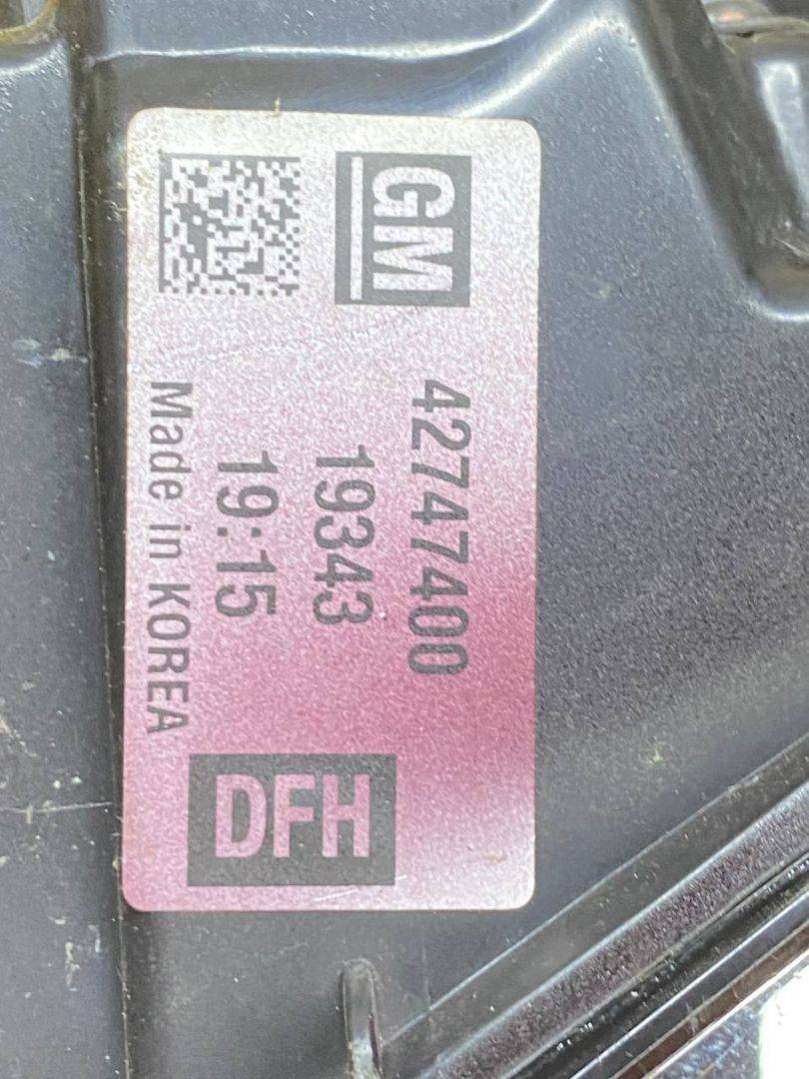 GM
42747400
19343
19:15
Made in KOREA
DFH